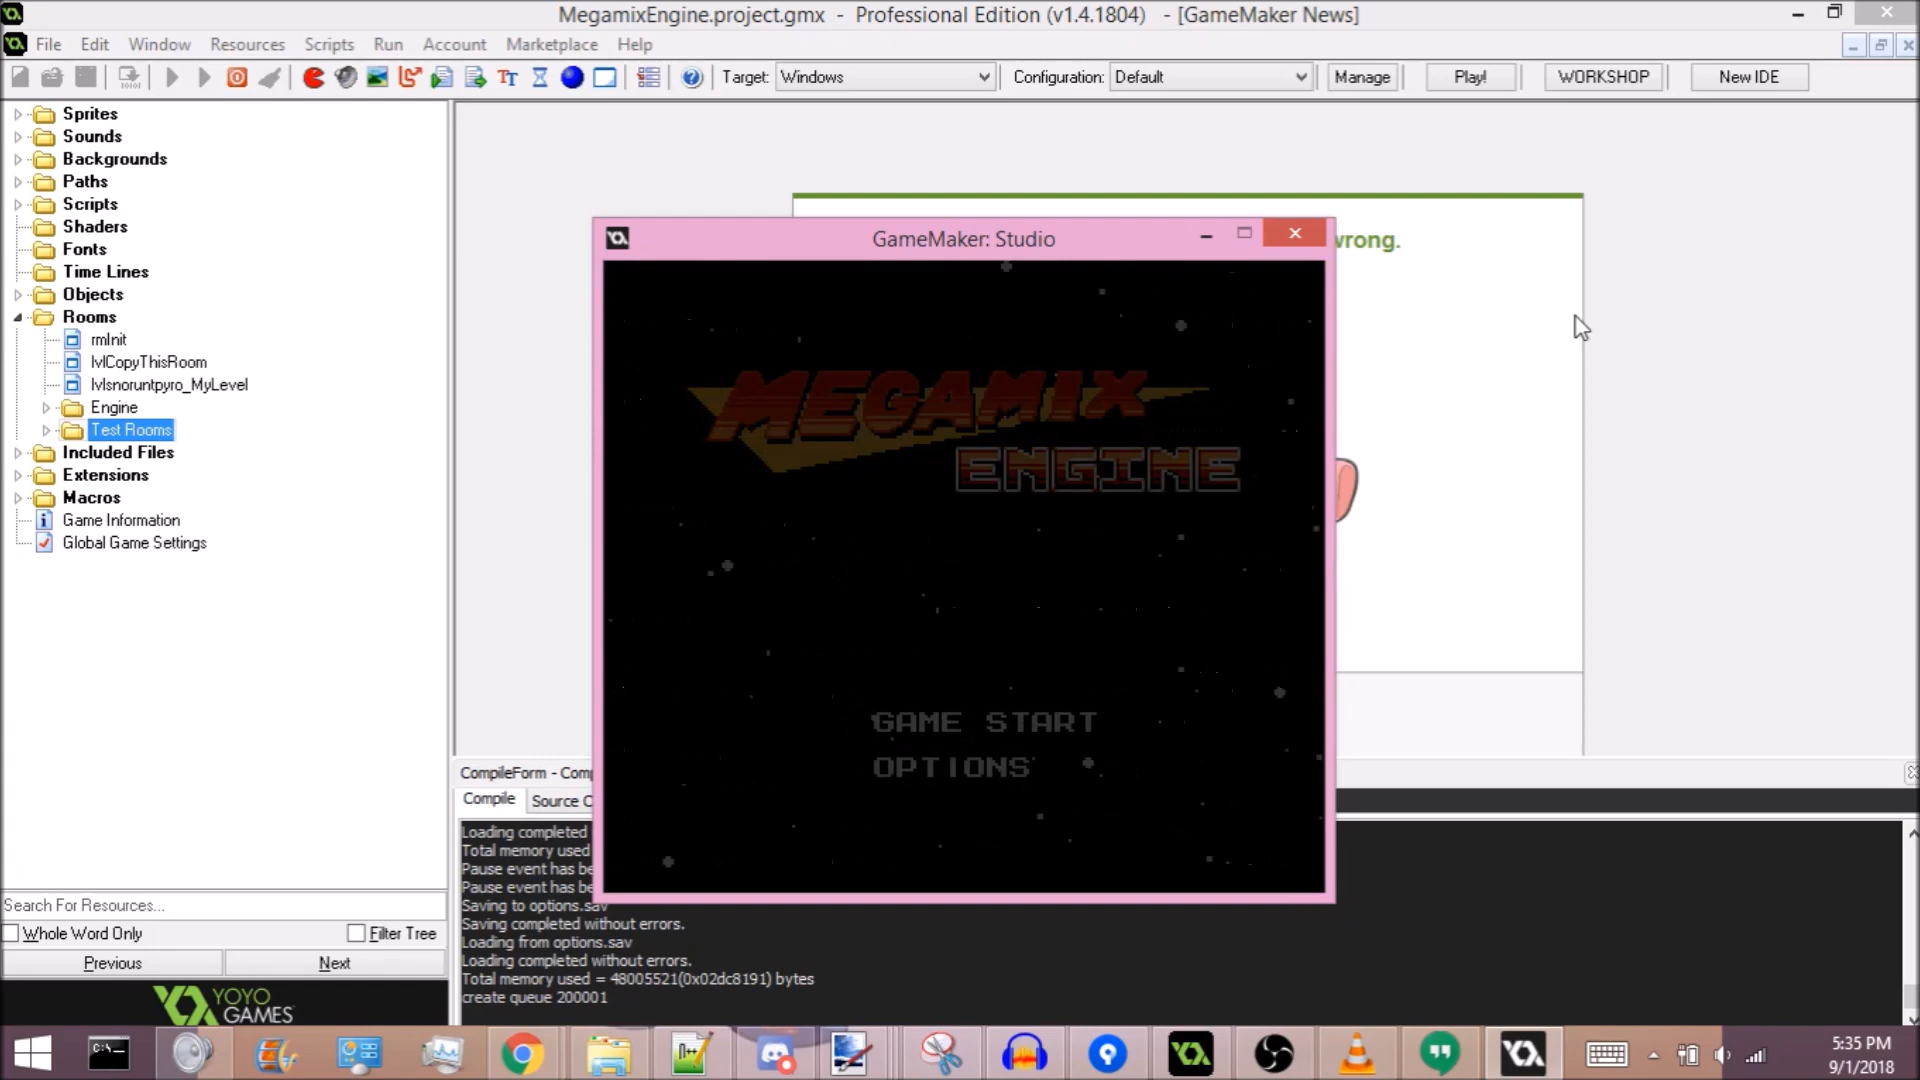 MegamixEngine.project.gmx - Professional Edition (v1.4.1804) - [GameMaker News]
File Edit Window Resources Scripts Run Account Marketplace Help
Target: Windows Configuration: Default Manage Play! WORKSHOP New IDE
Sprites
Sounds
Backgrounds
Paths
Scripts
Shaders
Fonts
Time Lines
Objects
Rooms
rmInit
lvlCopyThisRoom
lvlsnoruntpyro_MyLevel
Engine
Test Rooms
Included Files
Extensions
Macros
Game Information
Global Game Settings
Search For Resources...
Whole Word Only Filter Tree
Previous Next
YOYO
GAMES
wrong.
GameMaker: Studio
MEGAMIX
ENGINE
GAME START
OPTIONS
CompileForm - Comp
Compile Source
Loading completed
Total memory used
Pause event has be
Pause event has be
Saving to options.sav
Saving completed without errors.
Loading from options.sav
Loading completed without errors.
Total memory used = 48005521(0x02dc8191) bytes
create queue 200001
5:35 PM
9/1/2018